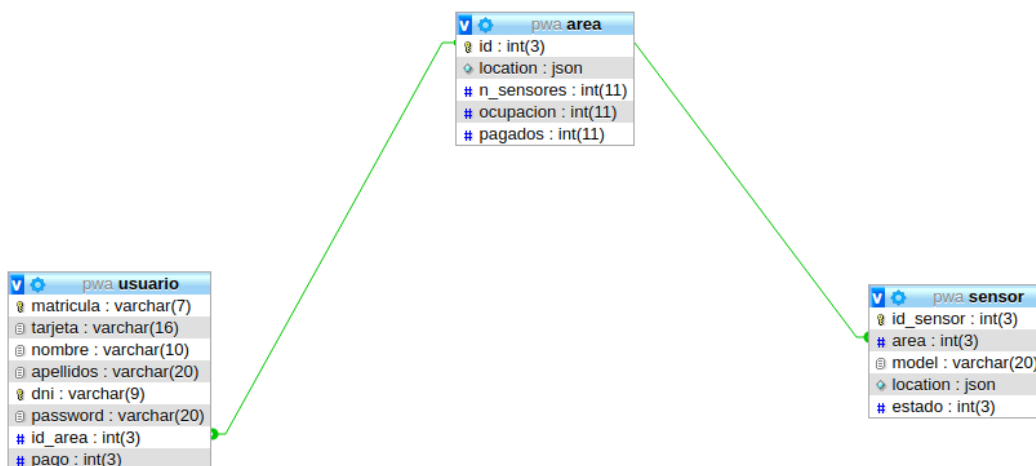 pwa area
id : int(3)
location : json
n_sensores : int(11)
ocupacion : int(11)
pagados : int(11)
pwa usuario
matricula : varchar(7)
tarjeta : varchar(16)
nombre : varchar(10)
apellidos : varchar(20)
dni : varchar(9)
password : varchar(20)
id_area : int(3)
pago : int(3)
pwa sensor
id_sensor : int(3)
area : int(3)
model : varchar(20)
location : json
estado : int(3)